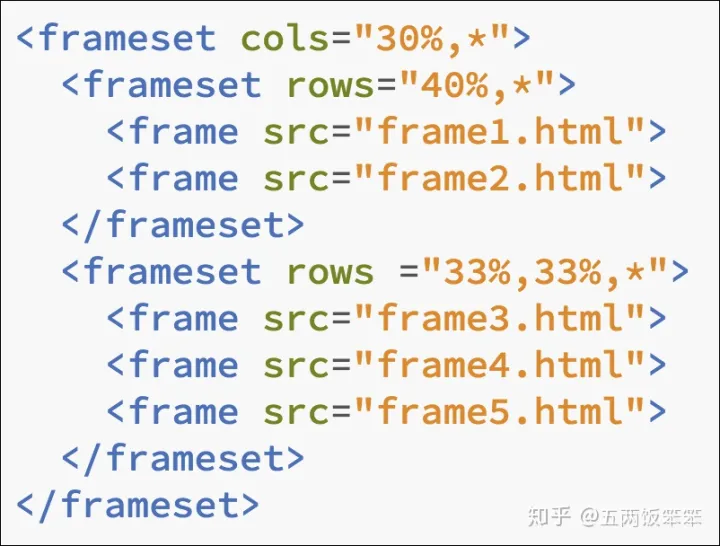 <frameset cols="30%,*">
  <frameset rows="40%,*">
    <frame src="frame1.html">
    <frame src="frame2.html">
  </frameset>
  <frameset rows ="33%,33%,*">
    <frame src="frame3.html">
    <frame src="frame4.html">
    <frame src="frame5.html">
  </frameset>
</frameset>
知乎 @五两饭笨笨